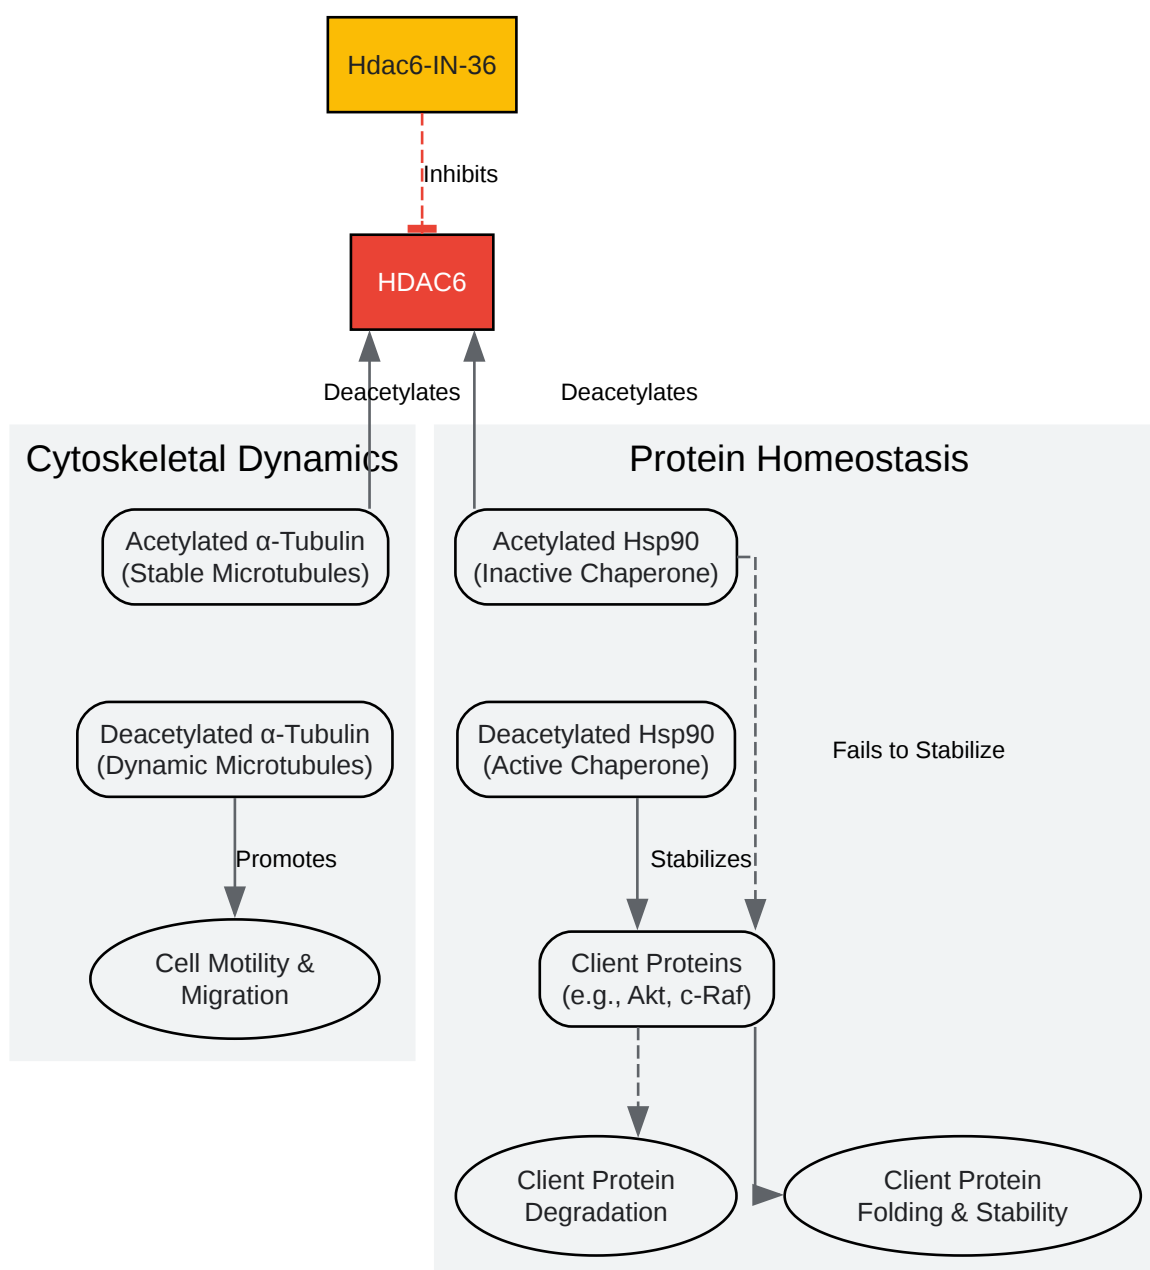 Hdac6-IN-36
Inhibits
HDAC6
Deacetylates
Deacetylates
Cytoskeletal Dynamics
Protein Homeostasis
Acetylated α-Tubulin
(Stable Microtubules)
Acetylated Hsp90
(Inactive Chaperone)
Deacetylated α-Tubulin
(Dynamic Microtubules)
Deacetylated Hsp90
(Active Chaperone)
Fails to Stabilize
Promotes
Stabilizes
Cell Motility &
Migration
Client Proteins
(e.g., Akt, c-Raf)
Client Protein
Degradation
Client Protein
Folding & Stability